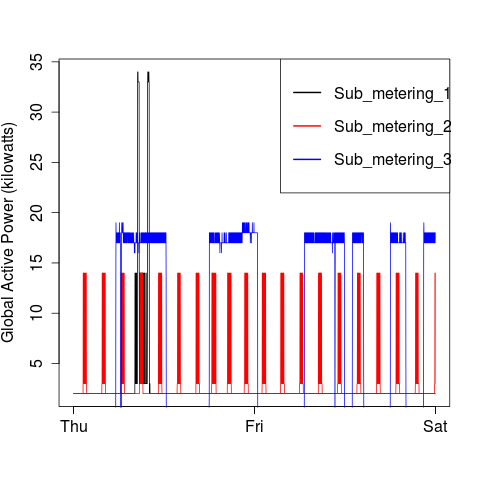 Global Active Power (kilowatts)
35
30
25
20
15
10
5
Sub_metering_1
Sub_metering_2
Sub_metering_3
Thu
Fri
Sat